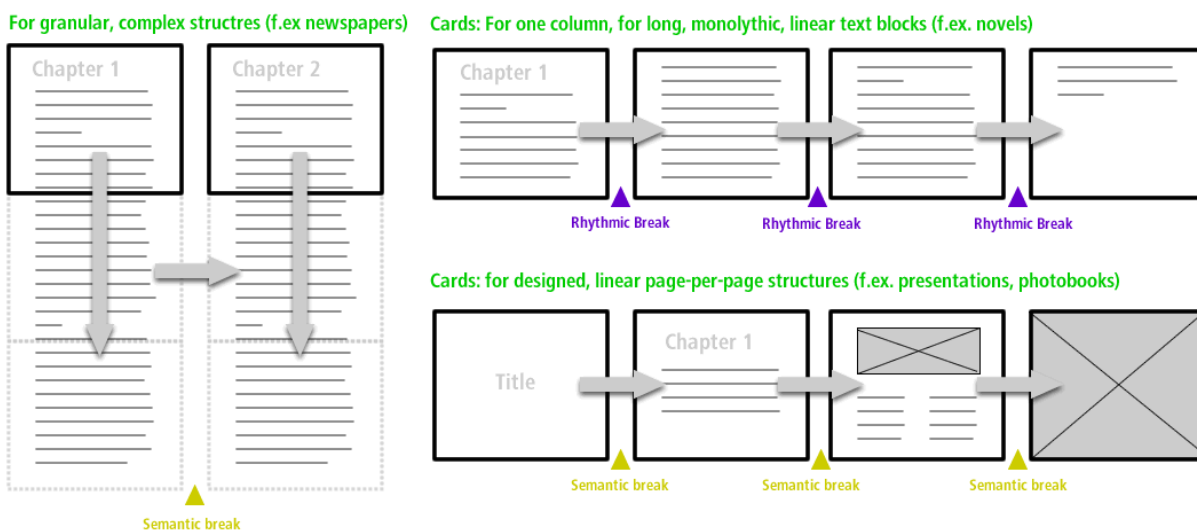 For granular, complex structres (f.ex newspapers)
Chapter 1
Chapter 2
Semantic break
Cards: For one column, for long, monolythic, linear text blocks (f.ex. novels)
Chapter 1
Rhythmic Break
Rhythmic Break
Rhythmic Break
Cards: for designed, linear page-per-page structures (f.ex. presentations, photobooks)
Title
Chapter 1
Semantic break
Semantic break
Semantic break